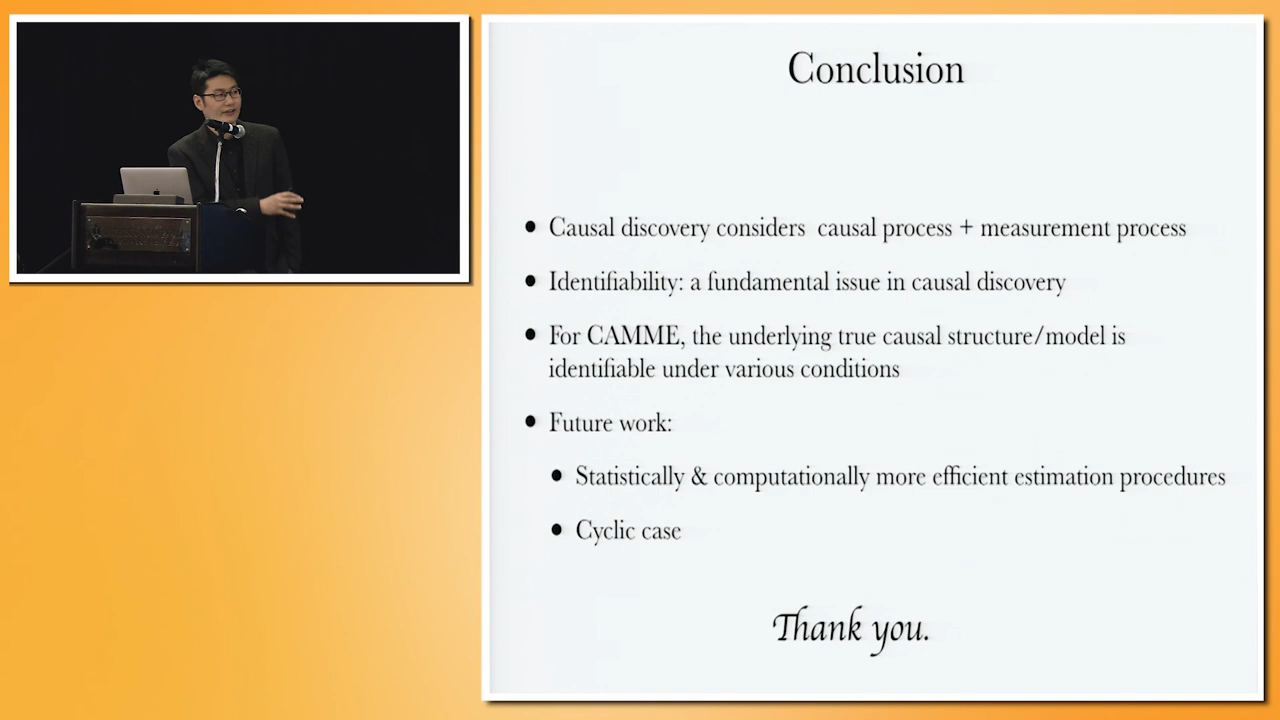 Conclusion
• Causal discovery considers causal process + measurement process
• Identifiability: a fundamental issue in causal discovery
• For CAMME, the underlying true causal structure/model is
identifiable under various conditions
• Future work:
• Statistically & computationally more efficient estimation procedures
• Cyclic case
Thank you.